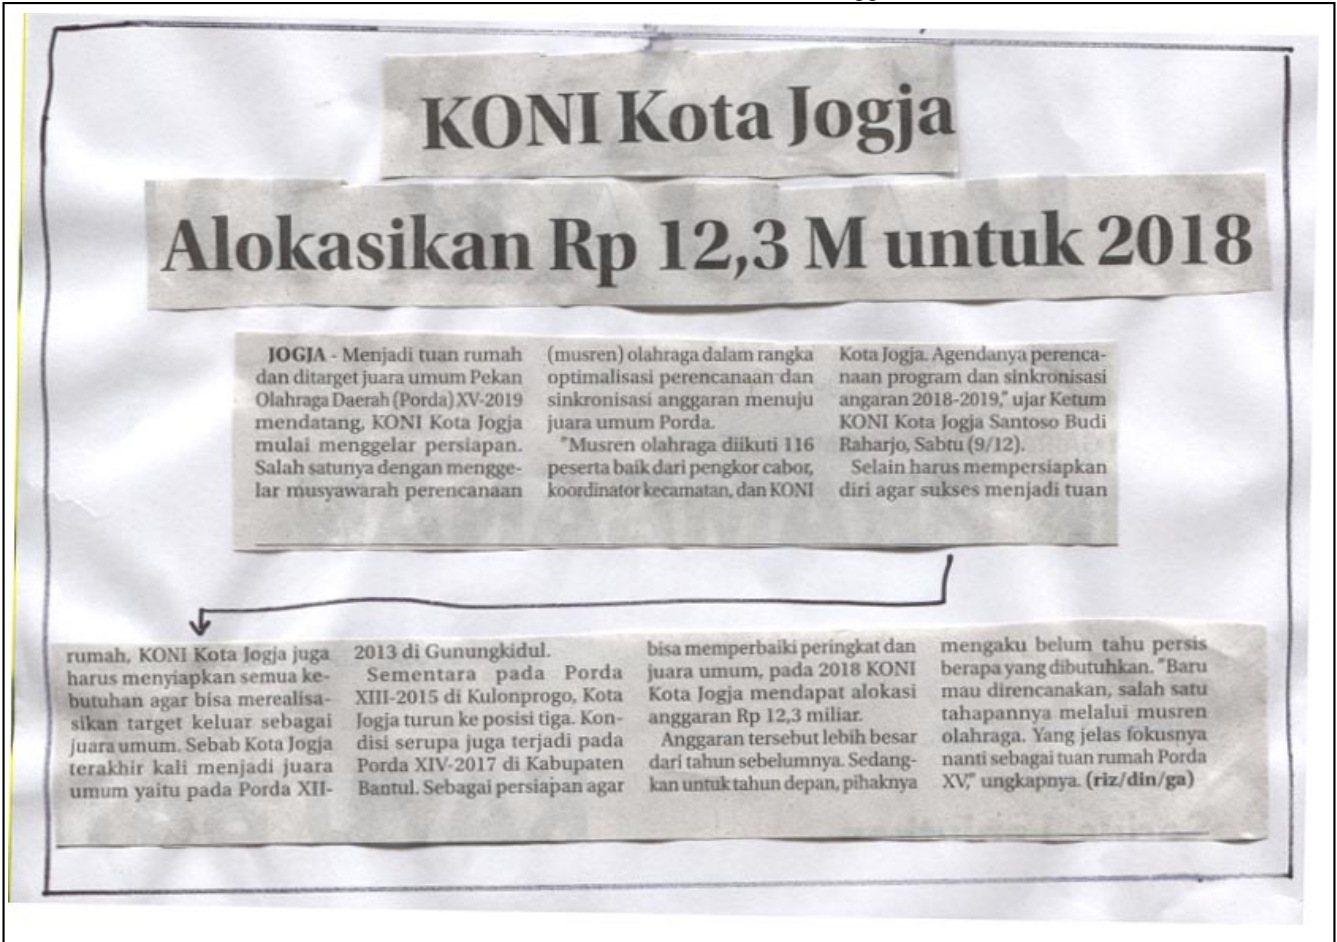 KONI Kota Jogja
Alokasikan Rp 12,3 M untuk 2018
JOGJA - Menjadi tuan rumah
dan ditarget juara umum Pekan
Olahraga Daerah (Porda) XV-2019
mendatang, KONI Kota Jogja
mulai menggelar persiapan.
Salah satunya dengan mengge-
lar musyawarah perencanaan
(musren) olahraga dalam rangka
optimalisasi perencanaan dan
sinkronisasi anggaran menuju
juara umum Porda.
"Musren olahraga diikuti 116
peserta baik dari pengkor cabor,
koordinator kecamatan, dan KONI
Kota Jogja. Agendanya perenca-
naan program dan sinkronisasi
angaran 2018-2019," ujar Ketum
KONI Kota Jogja Santoso Budi
Raharjo, Sabtu (9/12).
Selain harus mempersiapkan
diri agar sukses menjadi tuan
rumah, KONI Kota Jogja juga
harus menyiapkan semua ke-
butuhan agar bisa merealisa-
sikan target keluar sebagai
juara umum. Sebab Kota Jogja
terakhir kali menjadi juara
umum yaitu pada Porda XII-
2013 di Gunungkidul.
Sementara pada Porda
XIII-2015 di Kulonprogo, Kota
Jogja turun ke posisi tiga. Kon-
disi serupa juga terjadi pada
Porda XIV-2017 di Kabupaten
Bantul. Sebagai persiapan agar
bisa memperbaiki peringkat dan
juara umum, pada 2018 KONI
Kota Jogja mendapat alokasi
anggaran Rp 12,3 miliar.
Anggaran tersebut lebih besar
dari tahun sebelumnya. Sedang-
kan untuk tahun depan, pihaknya
mengaku belum tahu persis
berapa yang dibutuhkan. "Baru
mau direncanakan, salah satu
tahapannya melalui musren
olahraga. Yang jelas fokusnya
nanti sebagai tuan rumah Porda
XV," ungkapnya. (riz/din/ga)